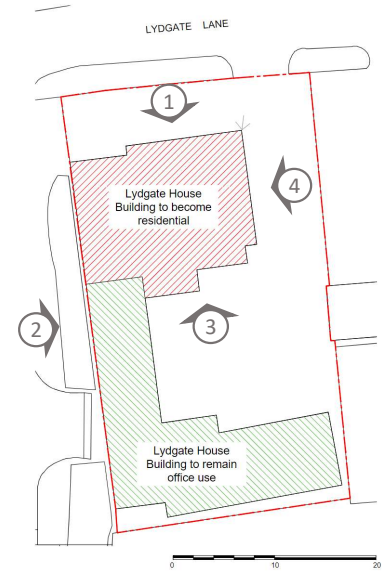 LYDGATE LANE
1
Lydgate House
Building to become
residential
4
2
3
Lydgate House
Building to remain
office use
0 10 20